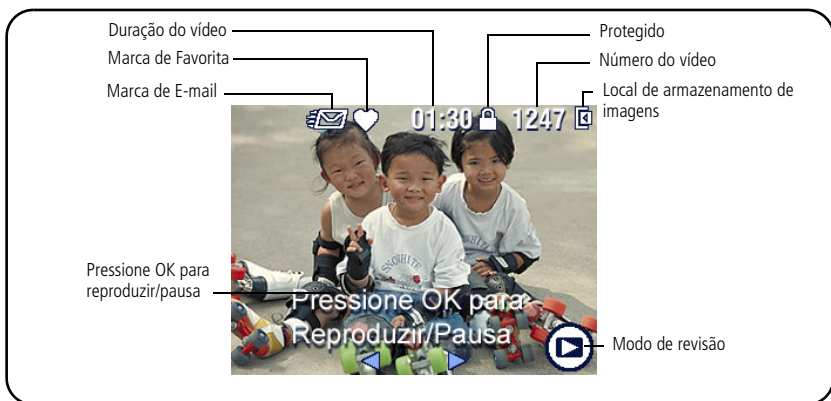 Duração do vídeo
Marca de Favorita
Marca de E-mail
Protegido
Número do vídeo
Local de armazenamento de
imagens
01:30
1247
SNOWHITE
Pressione OK para
reproduzir/pausa
Pressione OK para
Reproduzir/Pausa
Modo de revisão